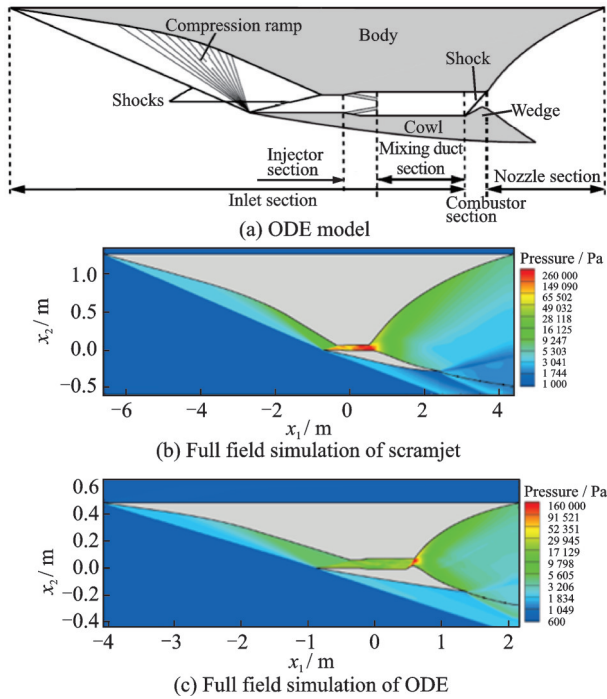 Compression ramp
Body
Shock
Shocks
Wedge
Cowl
Injector
section
Mixing duct
section
Nozzle section
Inlet section
Combustor
section
(a) ODE model
Pressure / Pa
260 000
149 090
65 502
49 032
28 118
16 125
9 247
5 303
3 041
1 744
1 000
x₂/ m
1.0
0.5
0.0
−0.5
−6 −4 −2 0 2 4
x₁/ m
(b) Full field simulation of scramjet
Pressure / Pa
160 000
91 521
52 351
29 945
17 129
9 798
5 605
3 206
1 834
1 049
600
x₂/ m
0.6
0.4
0.2
0.0
−0.2
−0.4
−4 −3 −2 −1 0 1 2
x₁/ m
(c) Full field simulation of ODE